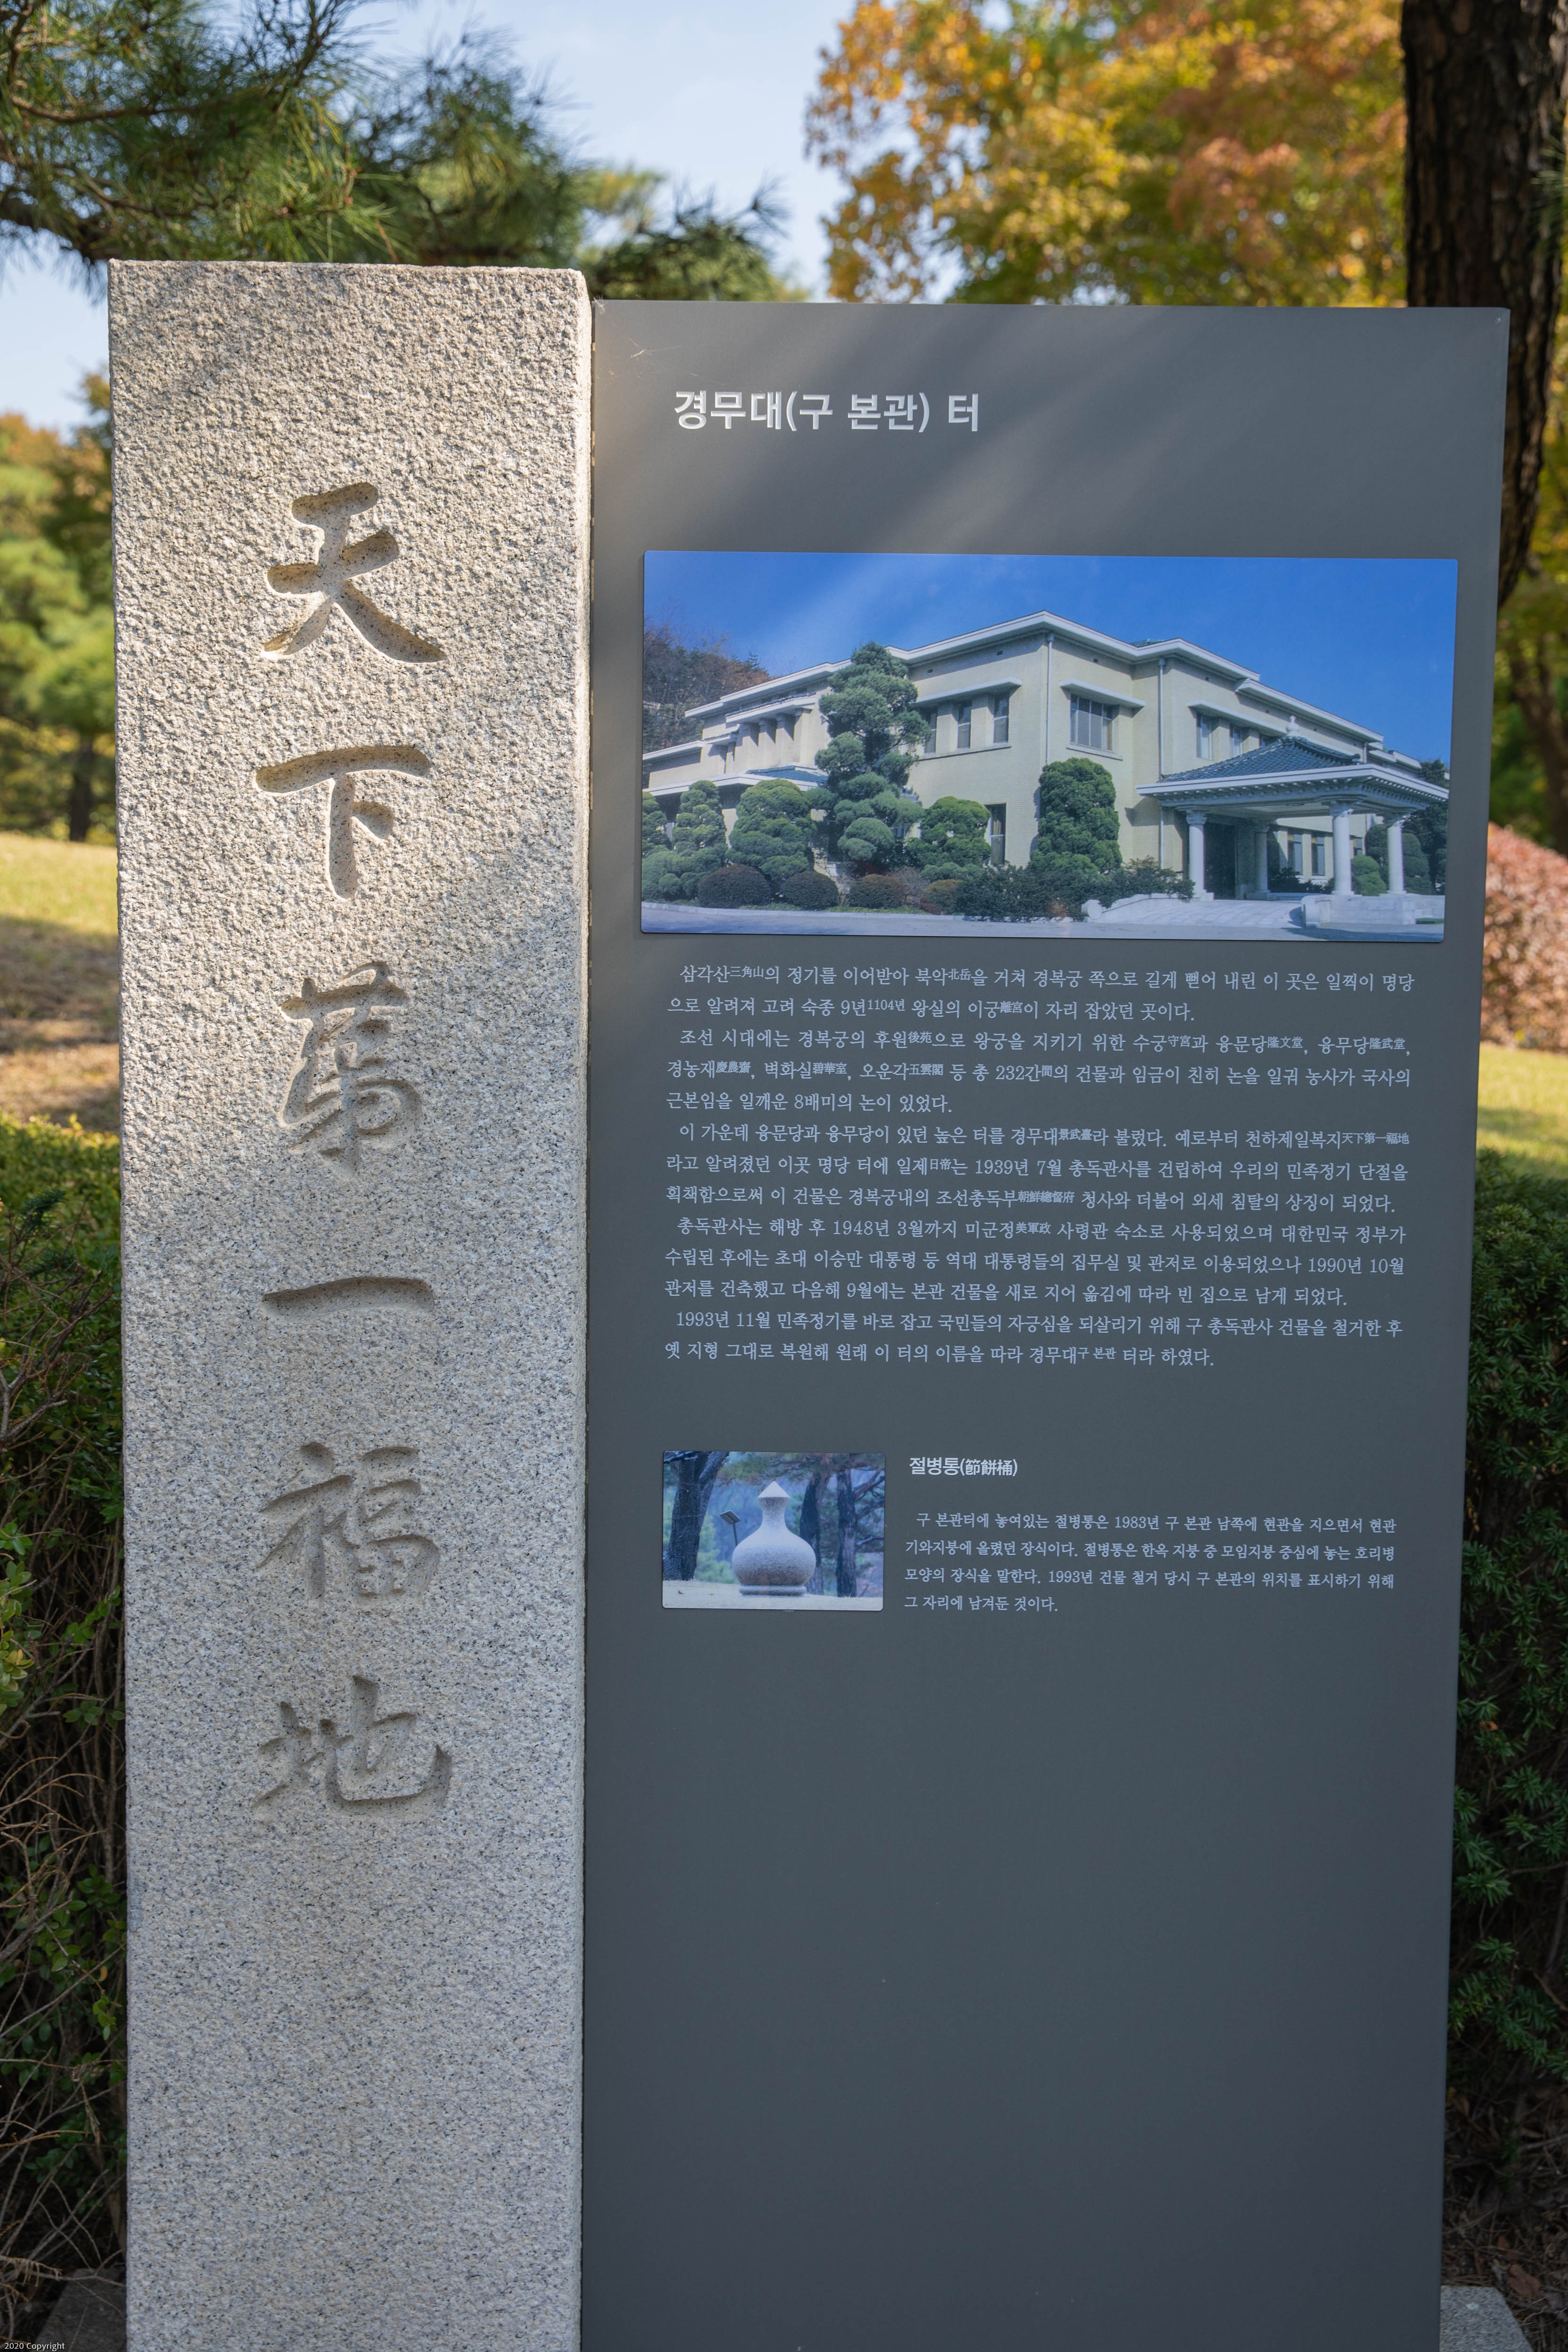 天下第一福地
경무대(구 본관) 터
삼각산三角山의 정기를 이어받아 북악北岳을 거쳐 경복궁 쪽으로 길게 뻗어 내린 이 곳은 일찍이 명당
으로 알려져 고려 숙종 9년1104년 왕실의 이궁離宮이 자리 잡았던 곳이다.
조선 시대에는 경복궁의 후원後苑으로 왕궁을 지키기 위한 수궁守宮과 융문당隆文堂, 융무당隆武堂,
경농재慶農齋, 벽화실碧華室, 오운각五雲閣 등 총 232간間의 건물과 임금이 친히 논을 일궈 농사가 국사의
근본임을 일깨운 8배미의 논이 있었다.
이 가운데 융문당과 융무당이 있던 높은 터를 경무대景武臺라 불렀다. 예로부터 천하제일복지天下第一福地
라고 알려졌던 이곳 명당 터에 일제日帝는 1939년 7월 총독관사를 건립하여 우리의 민족정기 단절을
획책함으로써 이 건물은 경복궁내의 조선총독부朝鮮總督府 청사와 더불어 외세 침탈의 상징이 되었다.
총독관사는 해방 후 1948년 3월까지 미군정美軍政 사령관 숙소로 사용되었으며 대한민국 정부가
수립된 후에는 초대 이승만 대통령 등 역대 대통령들의 집무실 및 관저로 이용되었으나 1990년 10월
관저를 건축했고 다음해 9월에는 본관 건물을 새로 지어 옮김에 따라 빈 집으로 남게 되었다.
1993년 11월 민족정기를 바로 잡고 국민들의 자긍심을 되살리기 위해 구 총독관사 건물을 철거한 후
옛 지형 그대로 복원해 원래 이 터의 이름을 따라 경무대구 본관 터라 하였다.
절병통(節餠桶)
구 본관터에 놓여있는 절병통은 1983년 구 본관 남쪽에 현관을 지으면서 현관
기와지붕에 올렸던 장식이다. 절병통은 한옥 지붕 중 모임지붕 중심에 놓는 호리병
모양의 장식을 말한다. 1993년 건물 철거 당시 구 본관의 위치를 표시하기 위해
그 자리에 남겨둔 것이다.
2020 Copyright